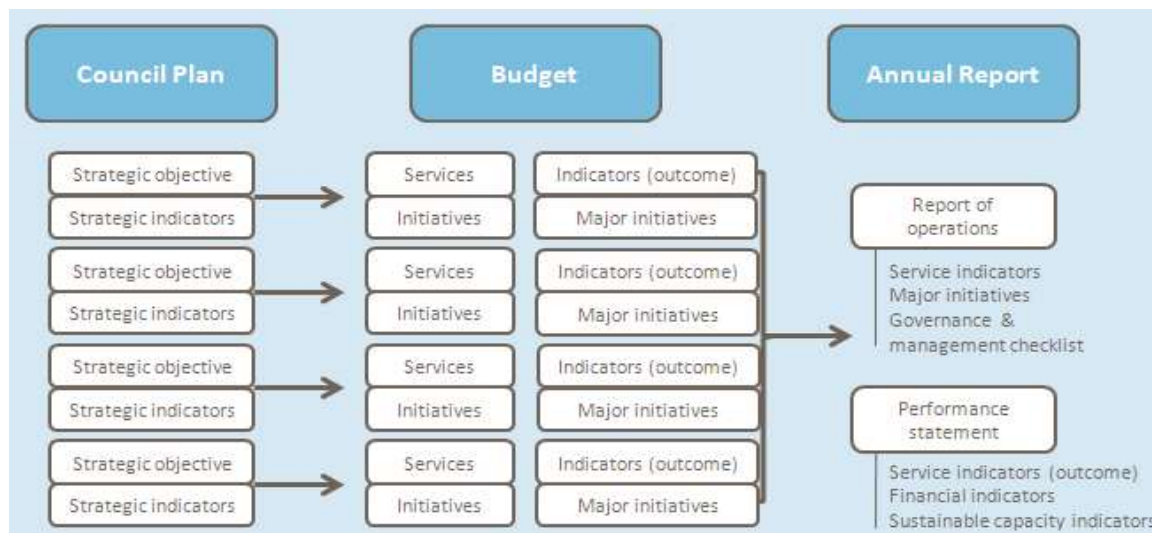 Council Plan
Budget
Annual Report
Strategic objective
Strategic indicators
Services
Initiatives
Indicators (outcome)
Major initiatives
Strategic objective
Strategic indicators
Services
Initiatives
Indicators (outcome)
Major initiatives
Strategic objective
Strategic indicators
Services
Initiatives
Indicators (outcome)
Major initiatives
Strategic objective
Strategic indicators
Services
Initiatives
Indicators (outcome)
Major initiatives
Report of
operations
Service indicators
Major initiatives
Governance &
management checklist
Performance
statement
Service indicators (outcome)
Financial indicators
Sustainable capacity indicators